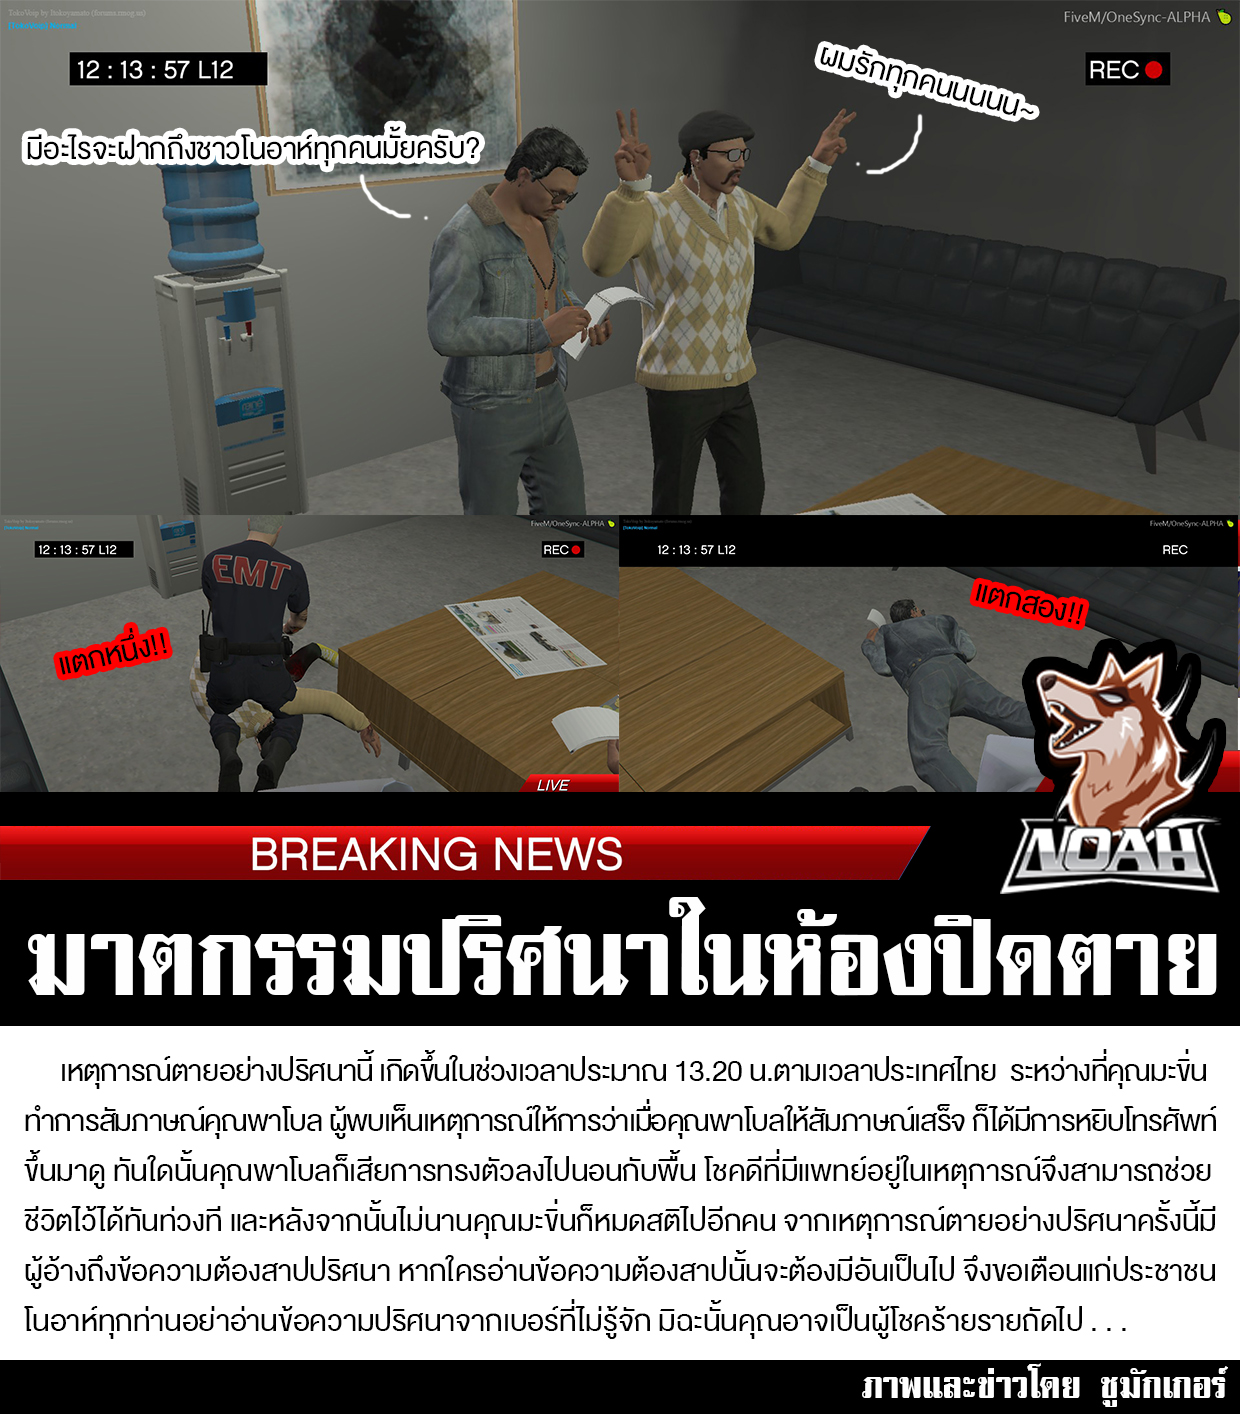 TokoVoip by Itokoyamato (forums.rmog.us)
[TokoVoip] Normal
FiveM/OneSync-ALPHA
12 : 13 : 57 L12
REC
ผมรักทุกคนนนนน~
มีอะไรจะฝากถึงชาวโนอาห์ทุกคนมั้ยครับ?
FiveM/OneSync-ALPHA
12 : 13 : 57 L12
REC
EMT
แตกหนึ่ง!!
LIVE
FiveM/OneSync-ALPHA
12 : 13 : 57 L12
REC
แตกสอง!!
NOAH
BREAKING NEWS
ฆาตกรรมปริศนาในห้องปิดตาย
เหตุการณ์ตายอย่างปริศนานี้ เกิดขึ้นในช่วงเวลาประมาณ 13.20 น.ตามเวลาประเทศไทย ระหว่างที่คุณมะขิ่น
ทำการสัมภาษณ์คุณพาโบล ผู้พบเห็นเหตุการณ์ให้การว่าเมื่อคุณพาโบลให้สัมภาษณ์เสร็จ ก็ได้มีการหยิบโทรศัพท์
ขึ้นมาดู ทันใดนั้นคุณพาโบลก็เสียการทรงตัวลงไปนอนกับพื้น โชคดีที่มีแพทย์อยู่ในเหตุการณ์จึงสามารถช่วย
ชีวิตไว้ได้ทันท่วงที และหลังจากนั้นไม่นานคุณมะขิ่นก็หมดสติไปอีกคน จากเหตุการณ์ตายอย่างปริศนาครั้งนี้มี
ผู้อ้างถึงข้อความต้องสาปปริศนา หากใครอ่านข้อความต้องสาปนั้นจะต้องมีอันเป็นไป จึงขอเตือนแก่ประชาชน
โนอาห์ทุกท่านอย่าอ่านข้อความปริศนาจากเบอร์ที่ไม่รู้จัก มิฉะนั้นคุณอาจเป็นผู้โชคร้ายรายถัดไป . . .
ภาพและข่าวโดย ชูมักเกอร์